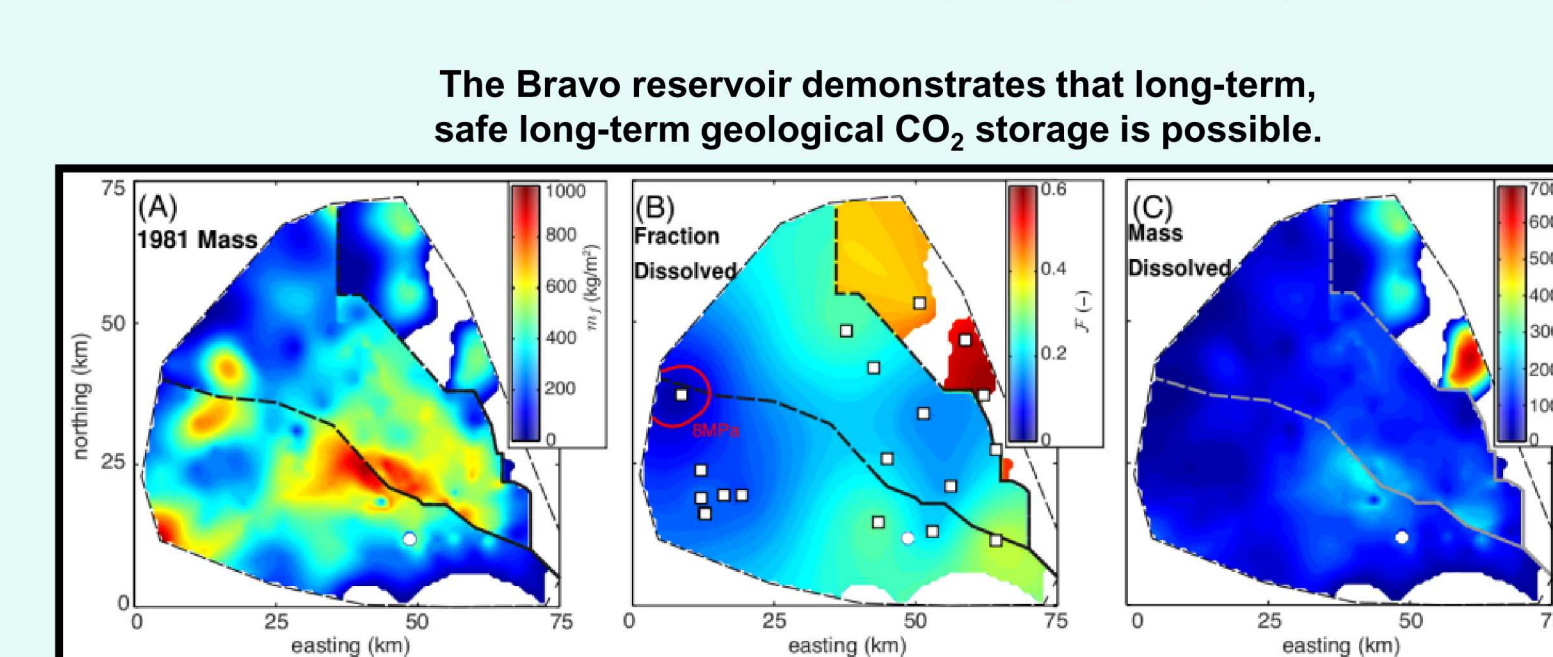 The Bravo reservoir demonstrates that long-term,
safe long-term geological CO₂ storage is possible.
(A)
1981 Mass
75
50
25
0
northing (km)
0 25 50 75
easting (km)
1000
800
600
400
200
0
m_f (kg/m²)
(B)
Fraction
Dissolved
8MPa
0.6
0.4
0.2
0
F (–)
0 25 50 75
easting (km)
(C)
Mass
Dissolved
0 25 50
easting (km)